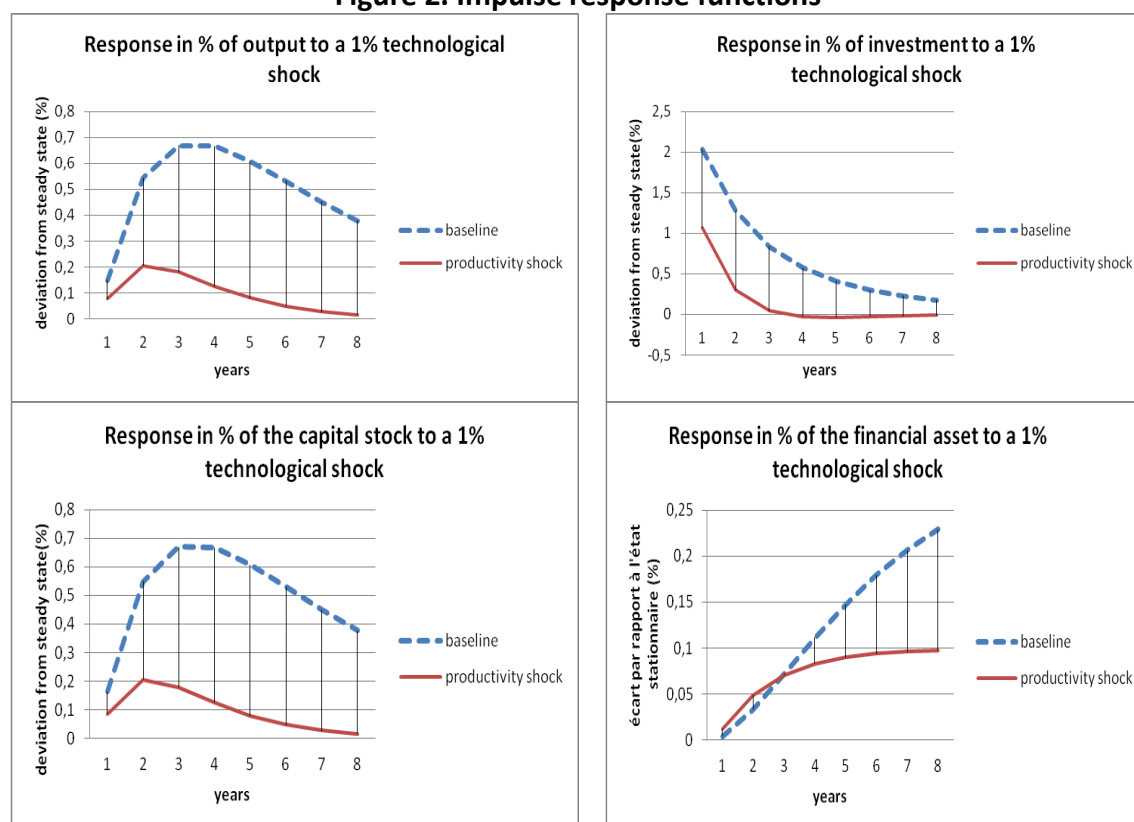 Figure 2: Impulse response functions
Response in % of output to a 1% technological
shock
deviation from steady state (%)
0,8
0,7
0,6
0,5
0,4
0,3
0,2
0,1
0
1 2 3 4 5 6 7 8
years
baseline
productivity shock
Response in % of investment to a 1%
technological shock
deviation from steady state(%)
2,5
2
1,5
1
0,5
0
-0,5
1 2 3 4 5 6 7 8
years
baseline
productivity shock
Response in % of the capital stock to a 1%
technological shock
deviation from steady state(%)
0,8
0,7
0,6
0,5
0,4
0,3
0,2
0,1
0
1 2 3 4 5 6 7 8
years
baseline
productivity shock
Response in % of the financial asset to a 1%
technological shock
écart par rapport à l'état
stationnaire (%)
0,25
0,2
0,15
0,1
0,05
0
1 2 3 4 5 6 7 8
years
baseline
productivity shock